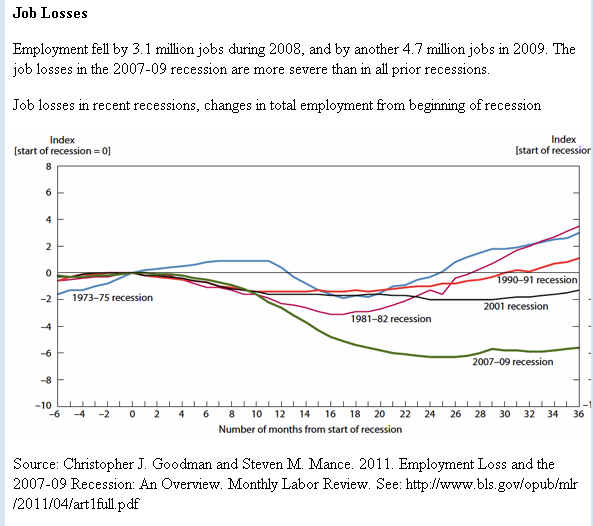 Job Losses
Employment fell by 3.1 million jobs during 2008, and by another 4.7 million jobs in 2009. The
job losses in the 2007-09 recession are more severe than in all prior recessions.
Job losses in recent recessions, changes in total employment from beginning of recession
Index
[start of recession = 0]
Index
[start of recession
8
6
4
2
0
−2
−4
−6
−8
−10
1973–75 recession
1981–82 recession
1990–91 recession
2001 recession
2007–09 recession
−1
−6 −4 −2 0 2 4 6 8 10 12 14 16 18 20 22 24 26 28 30 32 34 36
Number of months from start of recession
Source: Christopher J. Goodman and Steven M. Mance. 2011. Employment Loss and the
2007-09 Recession: An Overview. Monthly Labor Review. See: http://www.bls.gov/opub/mlr
/2011/04/art1full.pdf